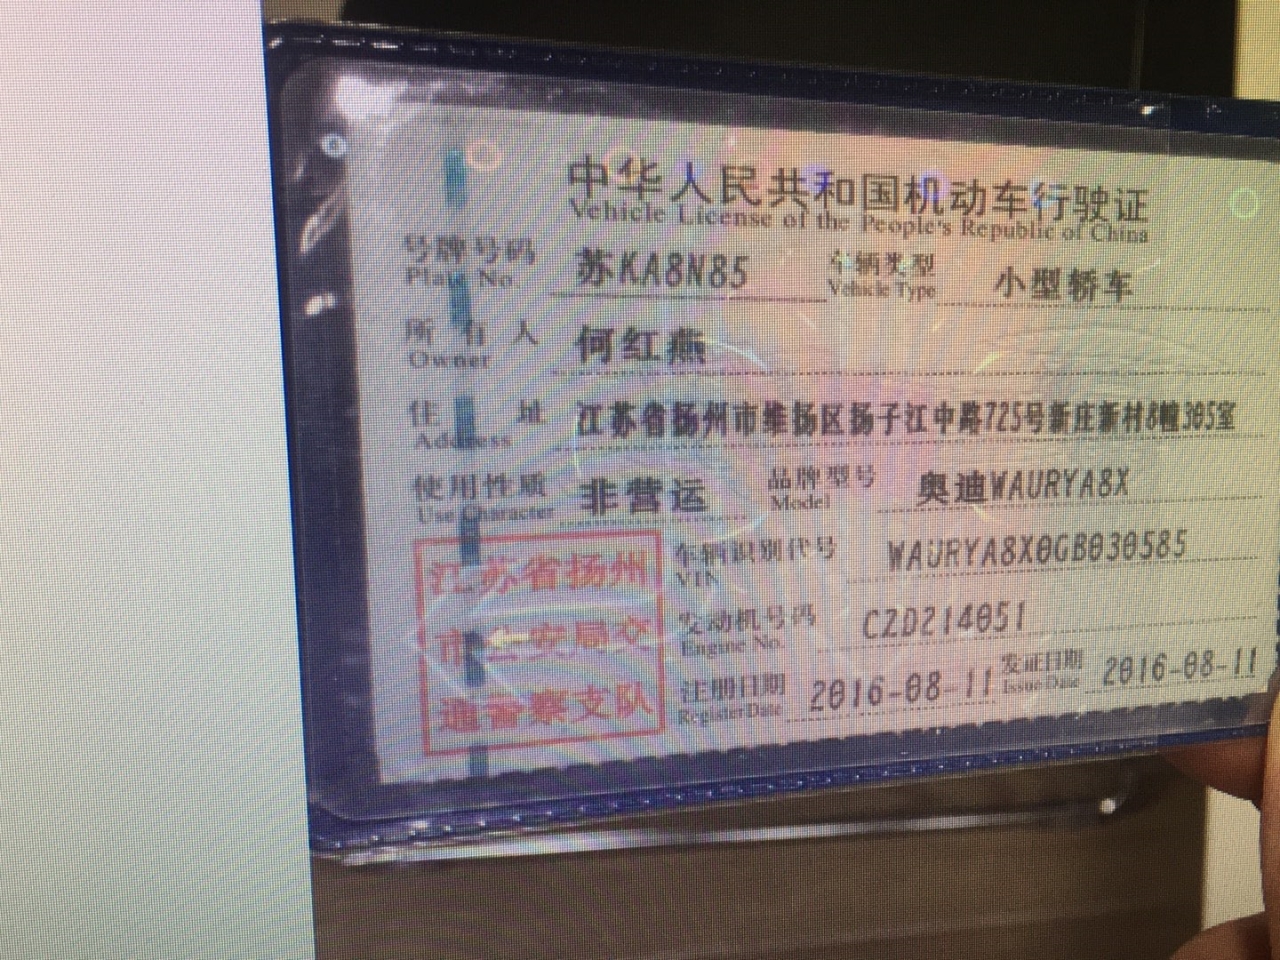 中华人民共和国机动车行驶证
Vehicle License of the People's Republic of China
号牌号码 苏KA8N85 车辆类型 小型轿车
Plate No. Vehicle Type
所有人 何红燕
Owner
住址 江苏省扬州市维扬区扬子江中路725号新庄新村8幢305室
Address
使用性质 非营运 品牌型号 奥迪WAURYA8X
Use Character Model
车辆识别代号 WAURYA8X0GB030585
VIN
发动机号码 CZD214051
Engine No.
注册日期 2016-08-11 发证日期 2016-08-11
Register Date Issue Date
江苏省扬州
市公安局交
通警察支队